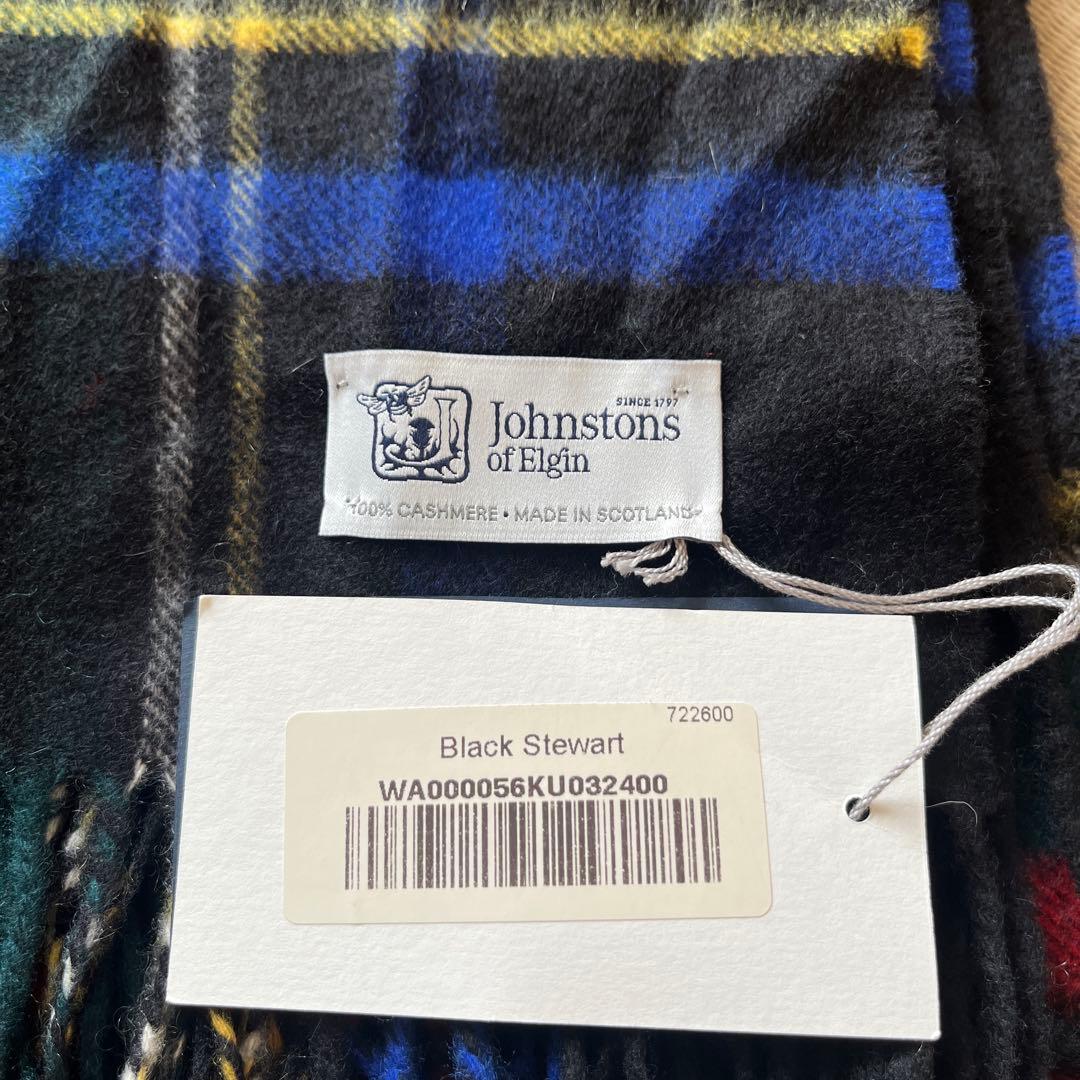 SINCE 1797
Johnstons
of Elgin
100% CASHMERE • MADE IN SCOTLAND
722600
Black Stewart
WA000056KU032400